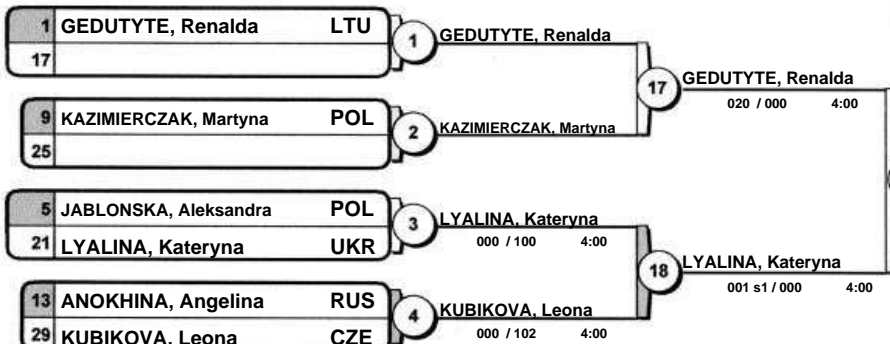 1 GEDUTYTE, Renalda LTU
17
1 GEDUTYTE, Renalda
9 KAZIMIERCZAK, Martyna POL
25
2 KAZIMIERCZAK, Martyna
17 GEDUTYTE, Renalda
020 / 000 4:00
5 JABLONSKA, Aleksandra POL
21 LYALINA, Kateryna UKR
3 LYALINA, Kateryna
000 / 100 4:00
13 ANOKHINA, Angelina RUS
29 KUBIKOVA, Leona CZE
4 KUBIKOVA, Leona
000 / 102 4:00
18 LYALINA, Kateryna
001 s1 / 000 4:00